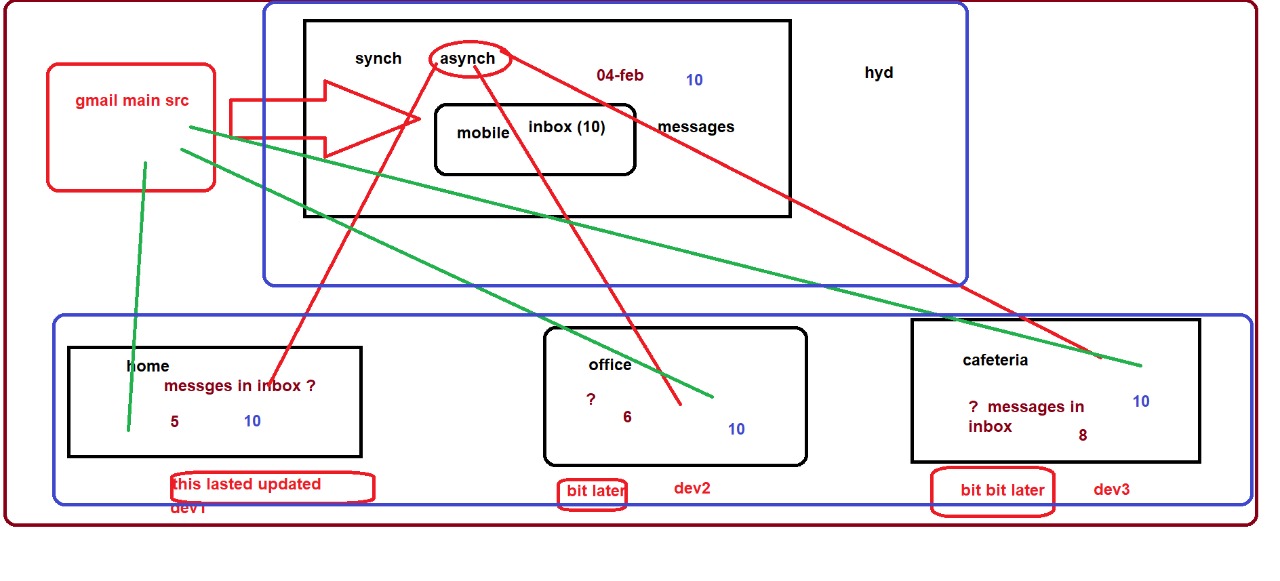 synch
asynch
04-feb
10
hyd
gmail main src
mobile
inbox (10)
messages
home
messges in inbox ?
5
10
office
?
6
10
cafeteria
? messages in
inbox
10
8
this lasted updated
dev1
bit later
dev2
bit bit later
dev3